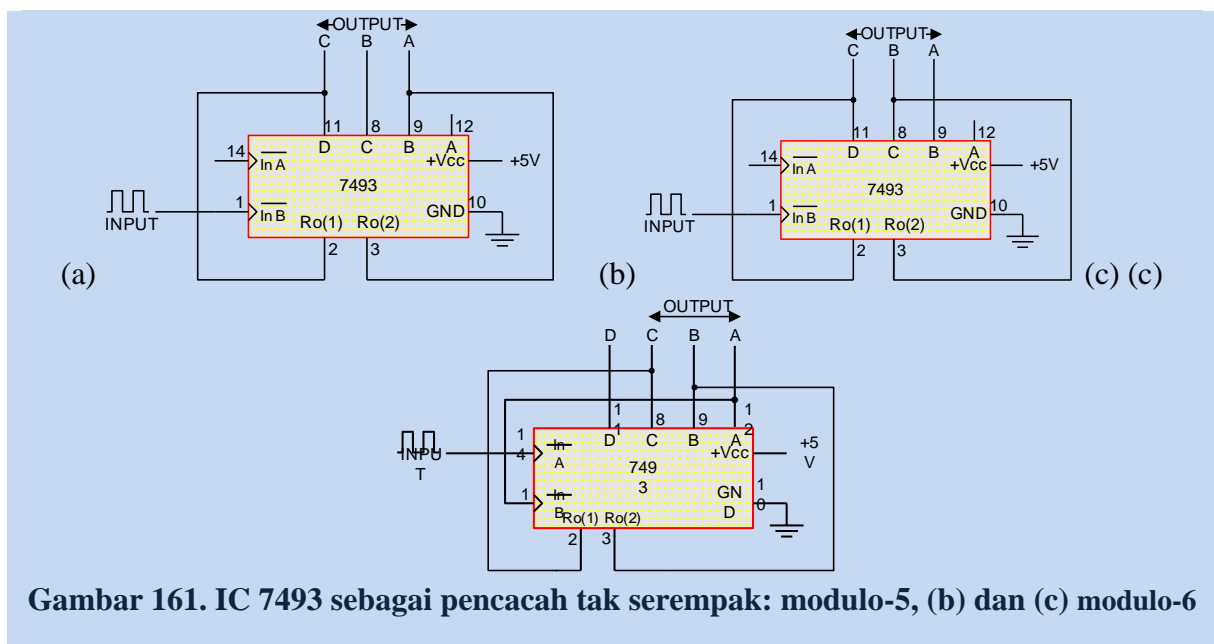 OUTPUT
C B A
11 8 9 12
D C B A
14 In A +Vcc +5V
7493
INPUT 1 In B GND 10
Ro(1) Ro(2)
2 3
(a)
OUTPUT
C B A
11 8 9 12
D C B A
14 In A +Vcc +5V
7493
INPUT 1 In B GND 10
Ro(1) Ro(2)
2 3
(b) (c) (c)
OUTPUT
D C B A
1 8 9 1
1 2
D C B A
1 In +Vcc +5
4 A V
INPU
T
749
3
1 In GN 1
B D 0
Ro(1) Ro(2)
2 3
Gambar 161. IC 7493 sebagai pencacah tak serempak: modulo-5, (b) dan (c) modulo-6